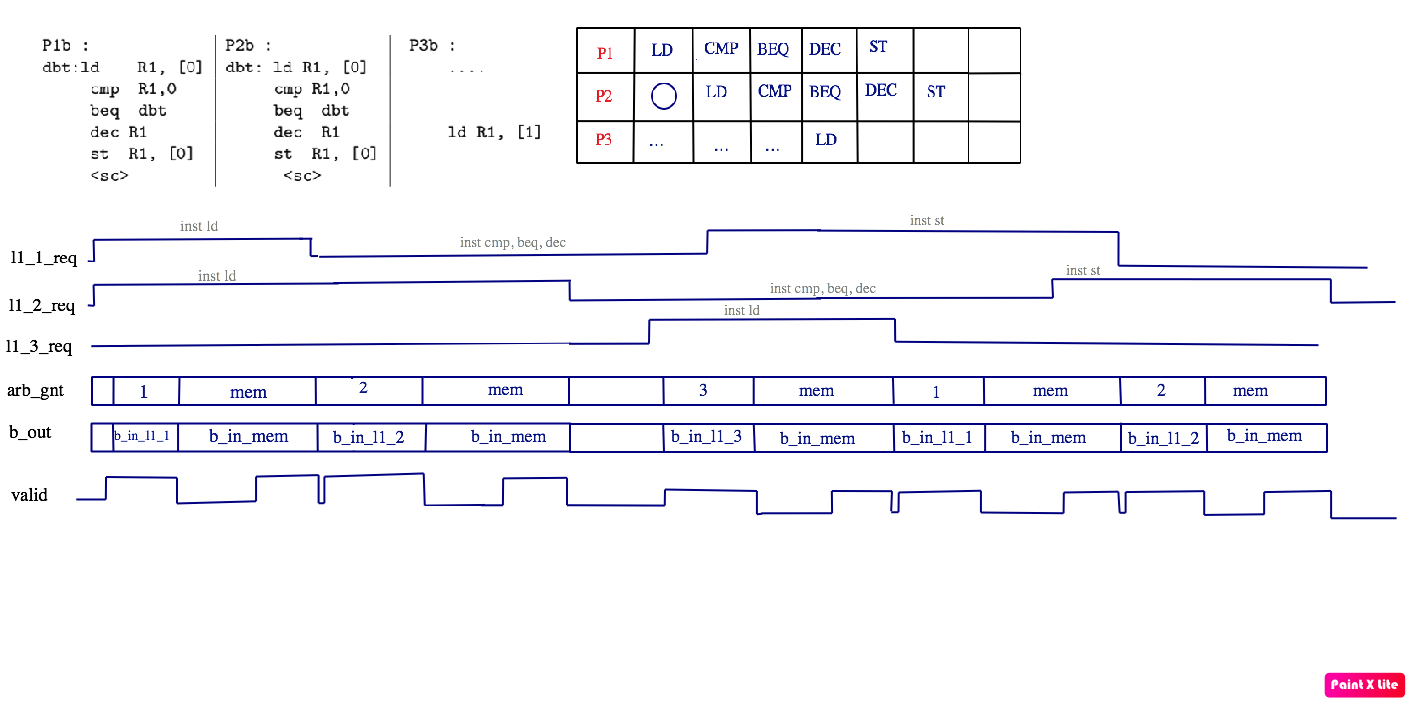 P1b :
dbt:ld R1, [0]
cmp R1,0
beq dbt
dec R1
st R1, [0]
<sc>
P2b :
dbt: ld R1, [0]
cmp R1,0
beq dbt
dec R1
st R1, [0]
<sc>
P3b :
....
ld R1, [1]
P1 LD CMP BEQ DEC ST
P2 LD CMP BEQ DEC ST
P3 ... ... ... LD
inst ld inst cmp, beq, dec inst st
l1_1_req
inst ld inst cmp, beq, dec inst st
l1_2_req
inst ld
l1_3_req
arb_gnt 1 mem 2 mem 3 mem 1 mem 2 mem
b_out b_in_l1_1 b_in_mem b_in_l1_2 b_in_mem b_in_l1_3 b_in_mem b_in_l1_1 b_in_mem b_in_l1_2 b_in_mem
valid
Paint X Lite